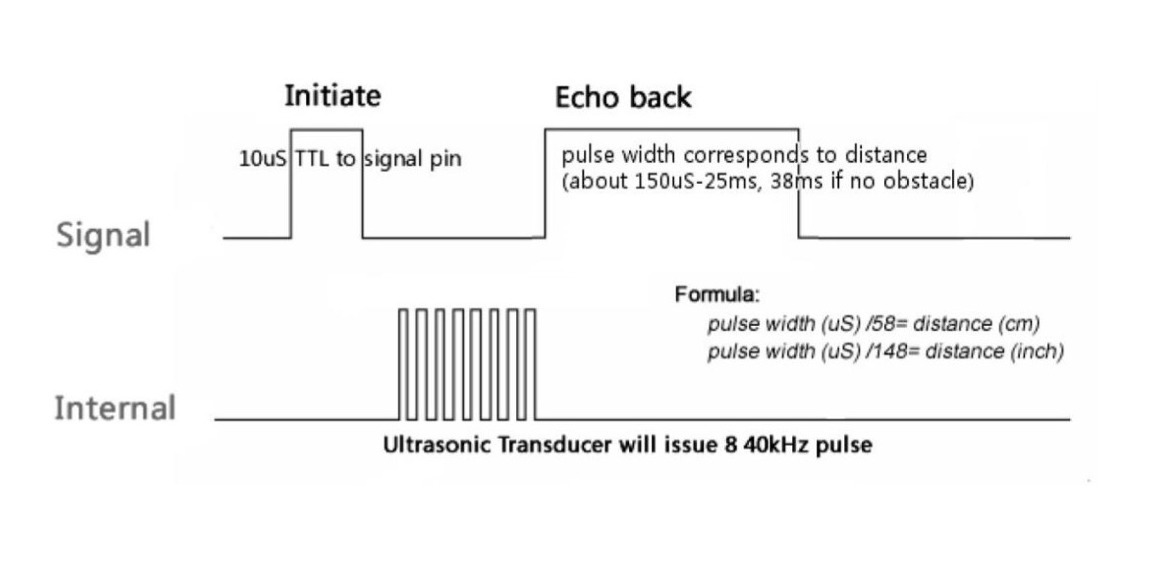 Initiate
Echo back
10uS TTL to signal pin
pulse width corresponds to distance
(about 150uS-25ms, 38ms if no obstacle)
Signal
Formula:
pulse width (uS) /58= distance (cm)
pulse width (uS) /148= distance (inch)
Internal
Ultrasonic Transducer will issue 8 40kHz pulse